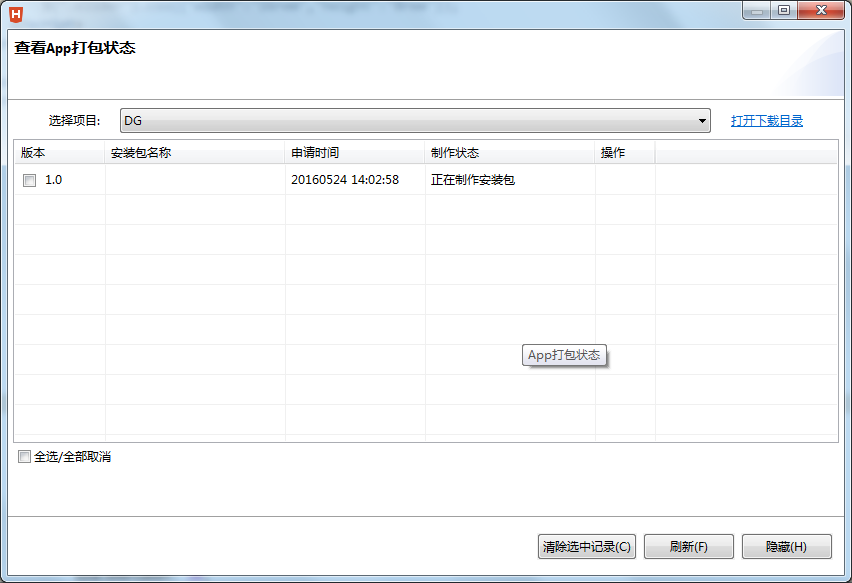 查看App打包状态
选择项目: DG 打开下载目录
版本 安装包名称 申请时间 制作状态 操作
1.0 20160524 14:02:58 正在制作安装包
App打包状态
全选/全部取消
清除选中记录(C) 刷新(F) 隐藏(H)